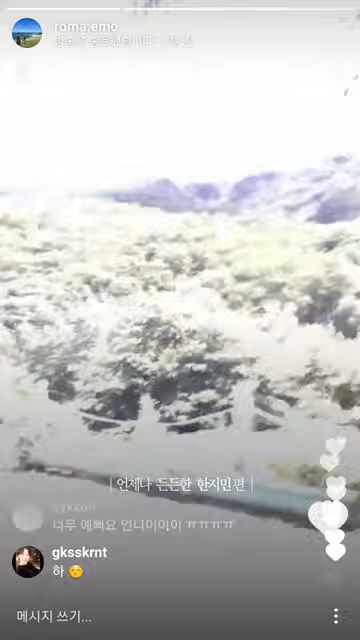 roma.emo
| 언제나 든든한 한지민편 |
너무 예뻐요 언니이이이 ㅠㅠㅠㅠ
gksskrnt
하 😚
메시지 쓰기...